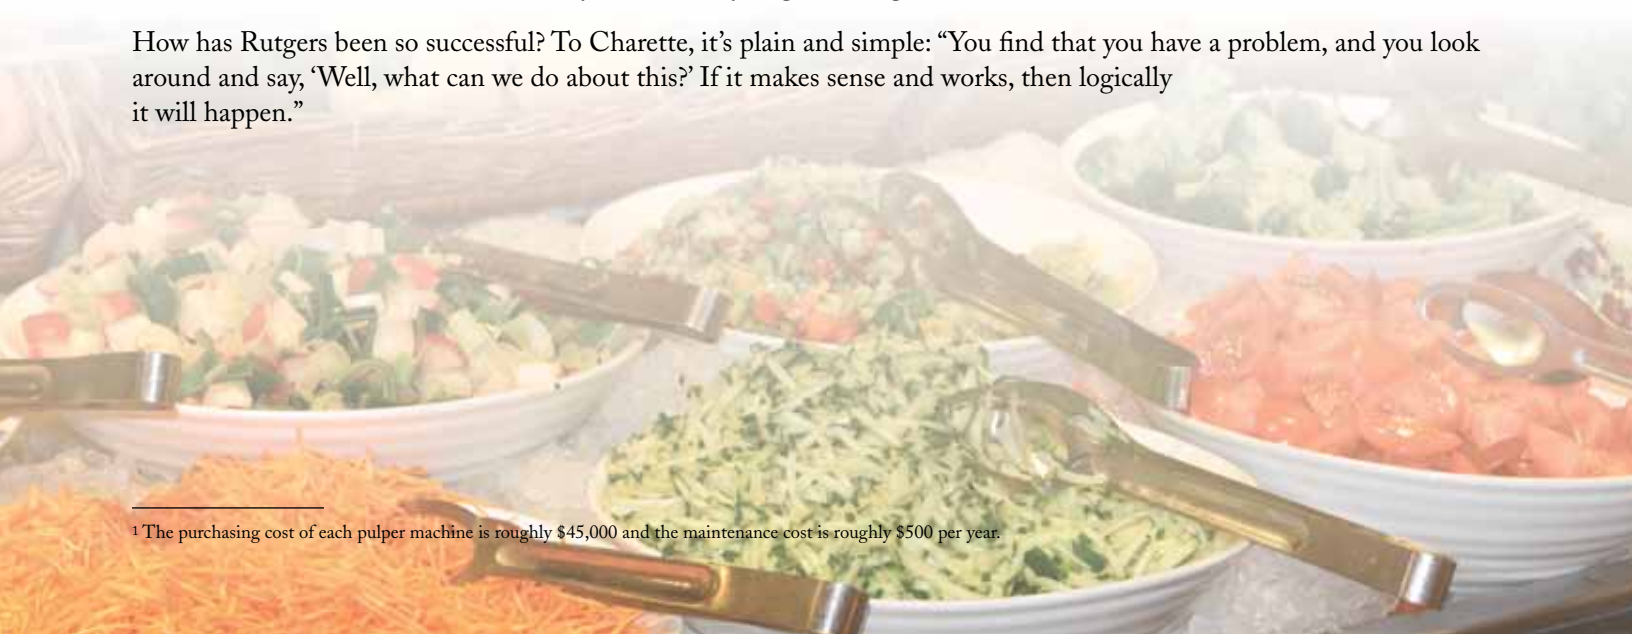 How has Rutgers been so successful? To Charette, it’s plain and simple: “You find that you have a problem, and you look
around and say, ‘Well, what can we do about this?’ If it makes sense and works, then logically
it will happen.”
1 The purchasing cost of each pulper machine is roughly $45,000 and the maintenance cost is roughly $500 per year.